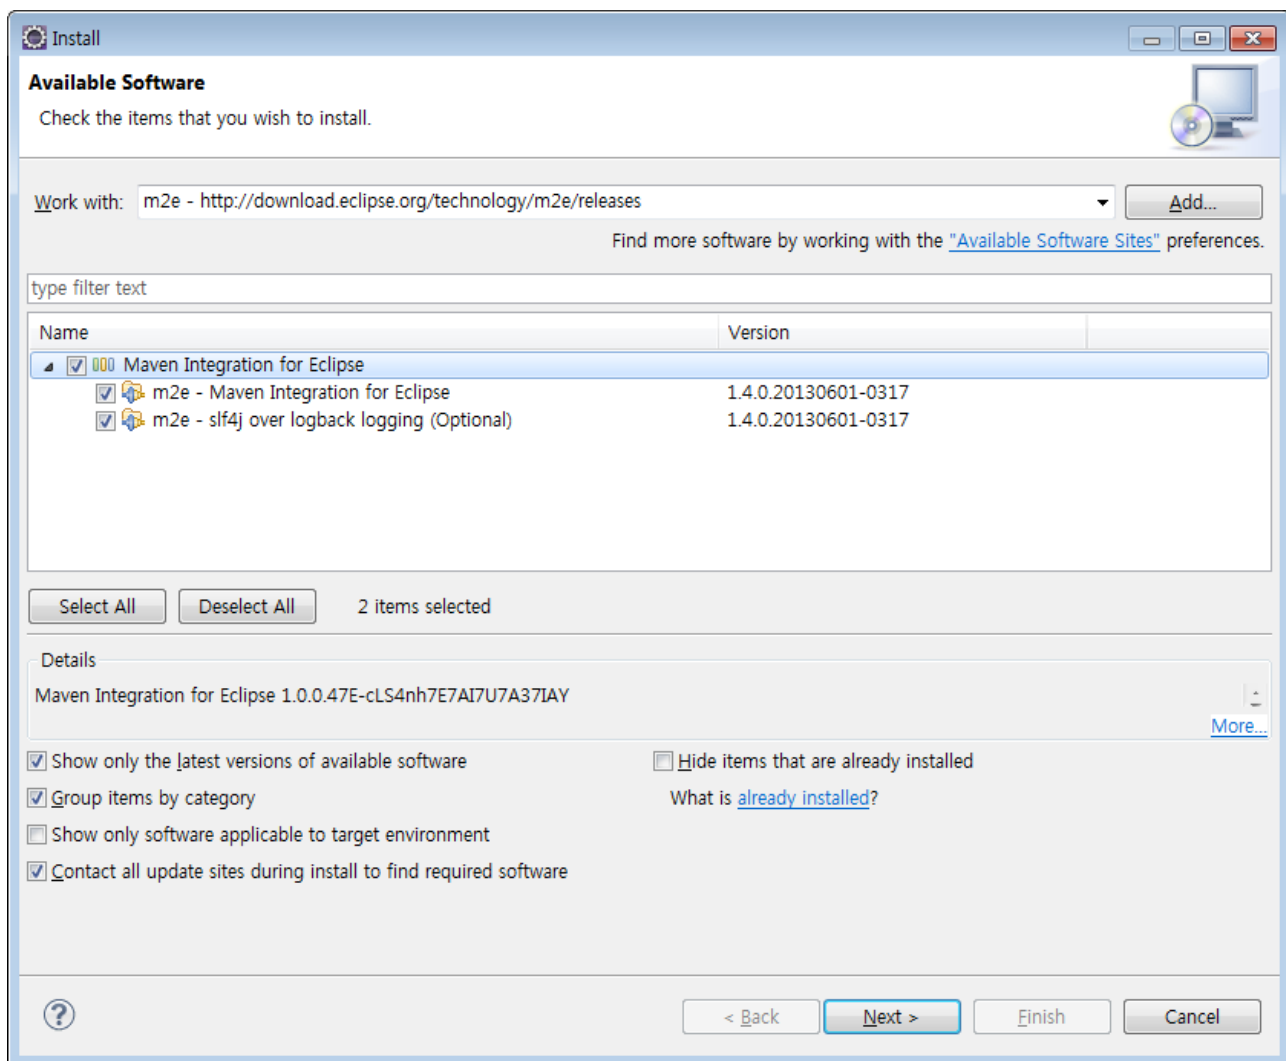 Install
Available Software
Check the items that you wish to install.
Work with: m2e - http://download.eclipse.org/technology/m2e/releases Add...
Find more software by working with the "Available Software Sites" preferences.
type filter text
Name Version
Maven Integration for Eclipse
m2e - Maven Integration for Eclipse 1.4.0.20130601-0317
m2e - slf4j over logback logging (Optional) 1.4.0.20130601-0317
Select All Deselect All 2 items selected
Details
Maven Integration for Eclipse 1.0.0.47E-cLS4nh7E7AI7U7A37IAY
More...
Show only the latest versions of available software Hide items that are already installed
Group items by category What is already installed?
Show only software applicable to target environment
Contact all update sites during install to find required software
? < Back Next > Finish Cancel